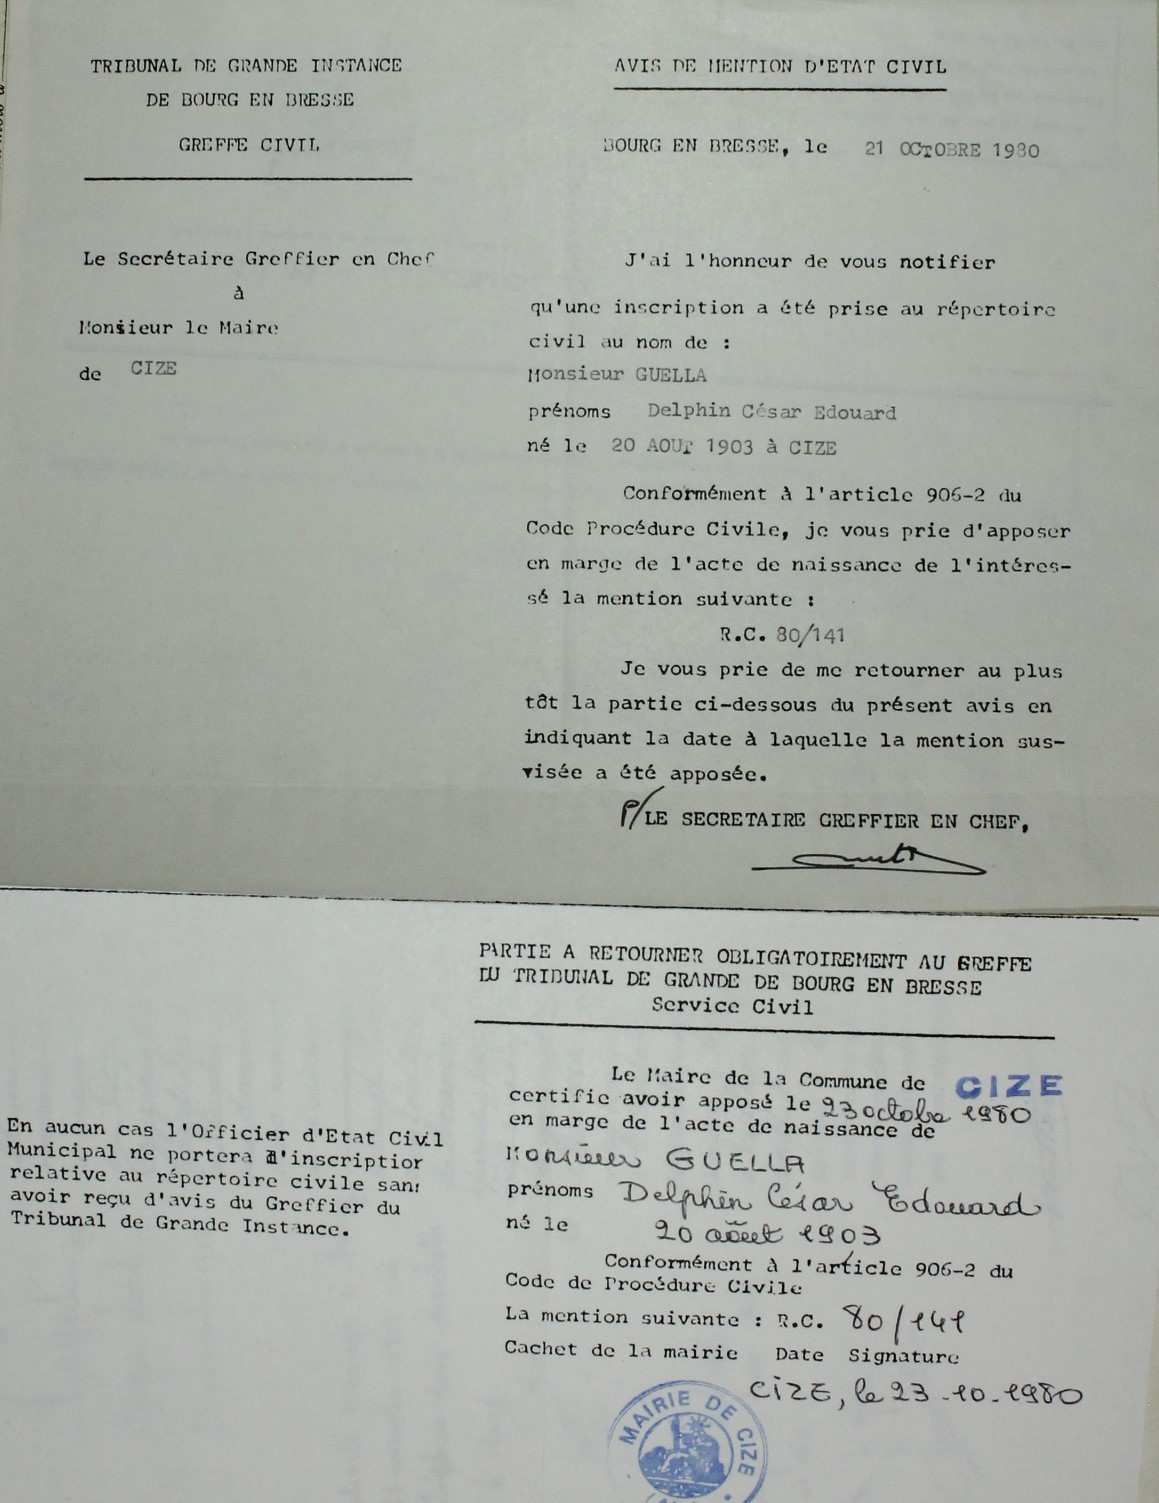 TRIBUNAL DE GRANDE INSTANCE
DE BOURG EN BRESSE
GREFFE CIVIL
AVIS DE MENTION D'ETAT CIVIL
BOURG EN BRESSE, le 21 OCTOBRE 1980
Le Secrétaire Greffier en Chef
à
Monsieur le Maire
de CIZE
J'ai l'honneur de vous notifier
qu'une inscription a été prise au répertoire
civil au nom de :
Monsieur GUELLA
prénoms Delphin César Edouard
né le 20 AOUT 1903 à CIZE
Conformément à l'article 906-2 du
Code Procédure Civile, je vous prie d'apposer
en marge de l'acte de naissance de l'intéres-
sé la mention suivante :
R.C. 80/141
Je vous prie de me retourner au plus
tôt la partie ci-dessous du présent avis en
indiquant la date à laquelle la mention sus-
visée a été apposée.
P/LE SECRETAIRE GREFFIER EN CHEF,
PARTIE A RETOURNER OBLIGATOIREMENT AU GREFFE
DU TRIBUNAL DE GRANDE DE BOURG EN BRESSE
Service Civil
Le Maire de la Commune de CIZE
certifie avoir apposé le 23 octobre 1980
en marge de l'acte de naissance de
Monsieur GUELLA
prénoms Delphin César Edouard
né le 20 août 1903
Conformément à l'article 906-2 du
Code de Procédure Civile
La mention suivante : R.C. 80/141
Cachet de la mairie Date Signature
CIZE, le 23-10-1980
En aucun cas l'Officier d'Etat Civil
Municipal ne portera l'inscription
relative au répertoire civile sans
avoir reçu d'avis du Greffier du
Tribunal de Grande Instance.
MAIRIE DE CIZE